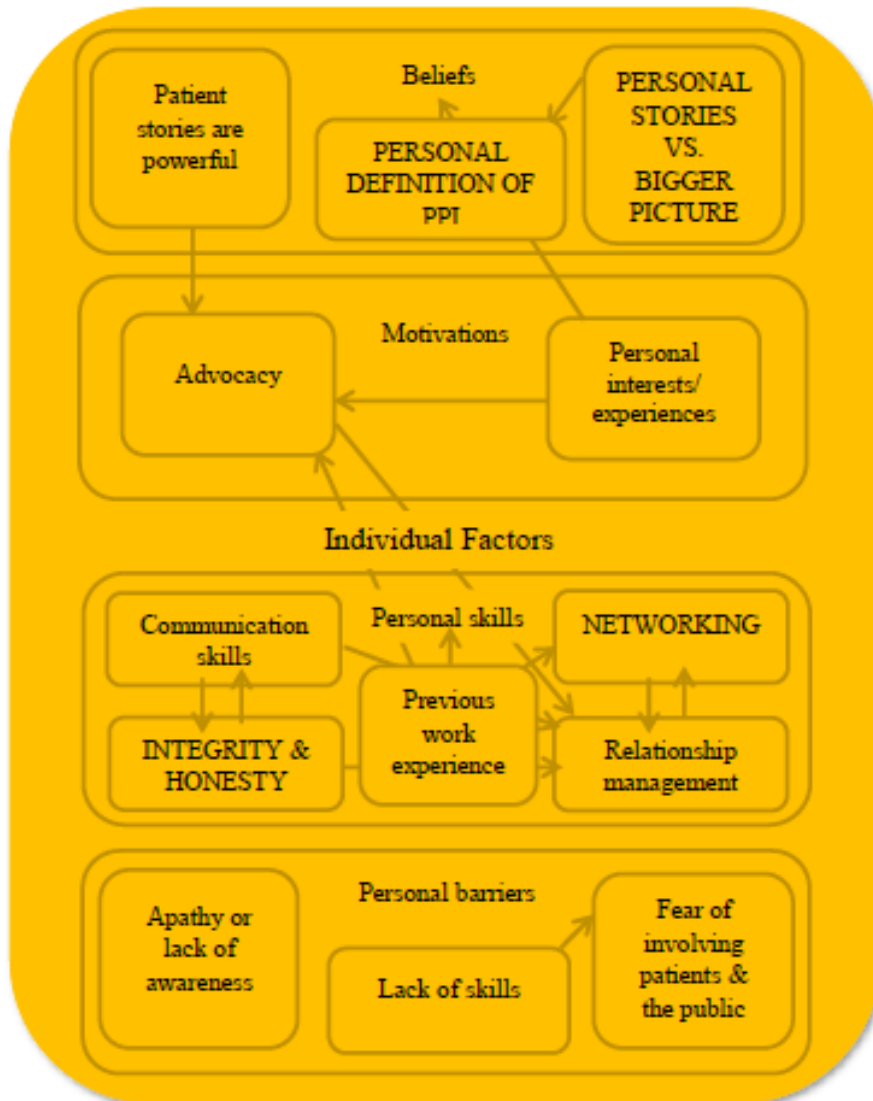 Patient
stories are
powerful
Beliefs
PERSONAL
DEFINITION OF
PPI
PERSONAL
STORIES
VS.
BIGGER
PICTURE
Advocacy
Motivations
Personal
interests/
experiences
Individual Factors
Communication
skills
Personal skills
NETWORKING
INTEGRITY &
HONESTY
Previous
work
experience
Relationship
management
Apathy or
lack of
awareness
Personal barriers
Lack of skills
Fear of
involving
patients &
the public